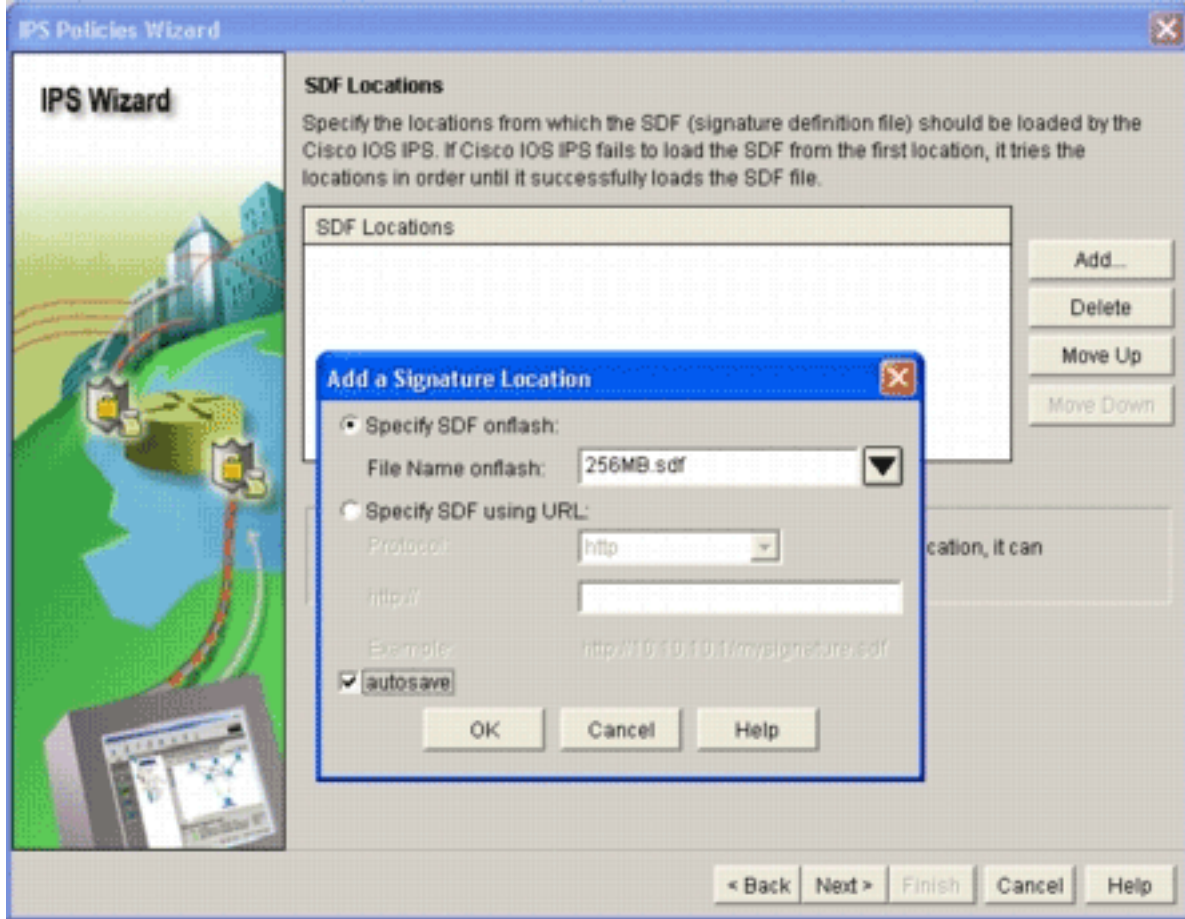 IPS Policies Wizard
IPS Wizard
SDF Locations
Specify the locations from which the SDF (signature definition file) should be loaded by the
Cisco IOS IPS. If Cisco IOS IPS fails to load the SDF from the first location, it tries the
locations in order until it successfully loads the SDF file.
SDF Locations
Add...
Delete
Move Up
Move Down
Add a Signature Location
Specify SDF onflash:
File Name onflash:
256MB.sdf
Specify SDF using URL:
Protocol:
http
cation, it can
http://
Example:
http://10.10.10.1/mysignature.sdf
autosave
OK
Cancel
Help
< Back
Next >
Finish
Cancel
Help